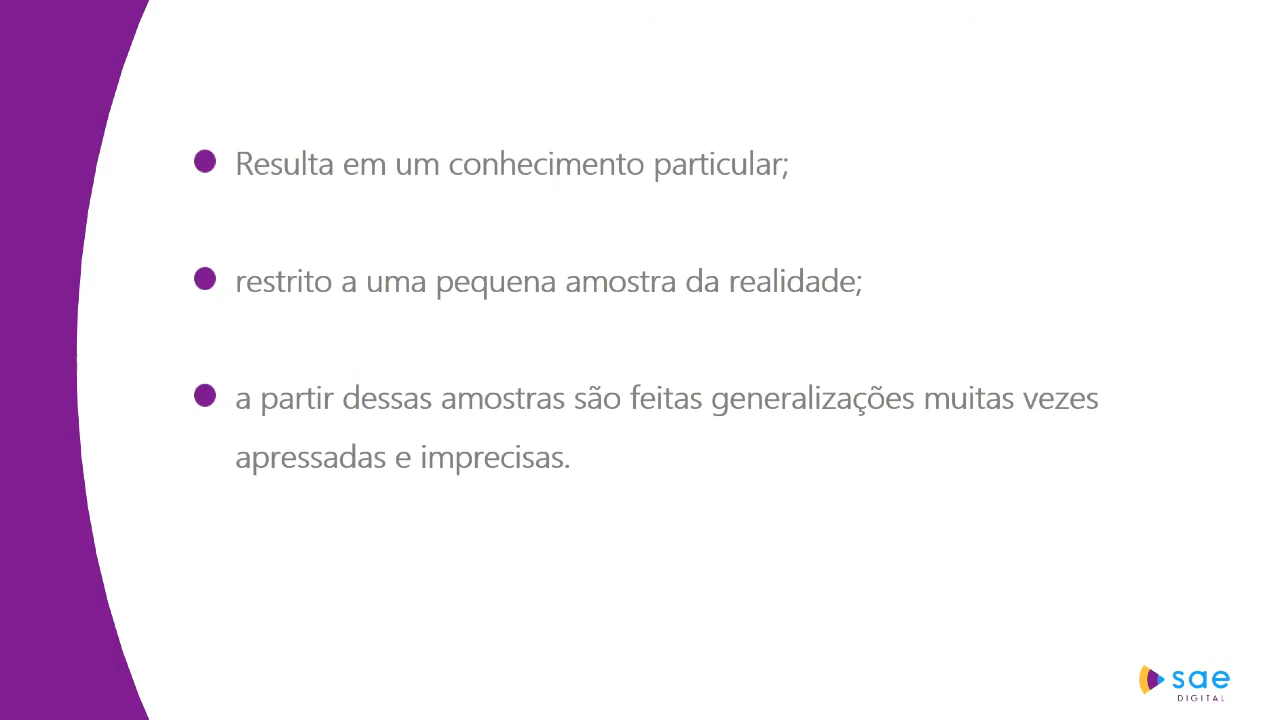 Resulta em um conhecimento particular;
restrito a uma pequena amostra da realidade;
a partir dessas amostras são feitas generalizações muitas vezes
apressadas e imprecisas.
sae
DIGITAL